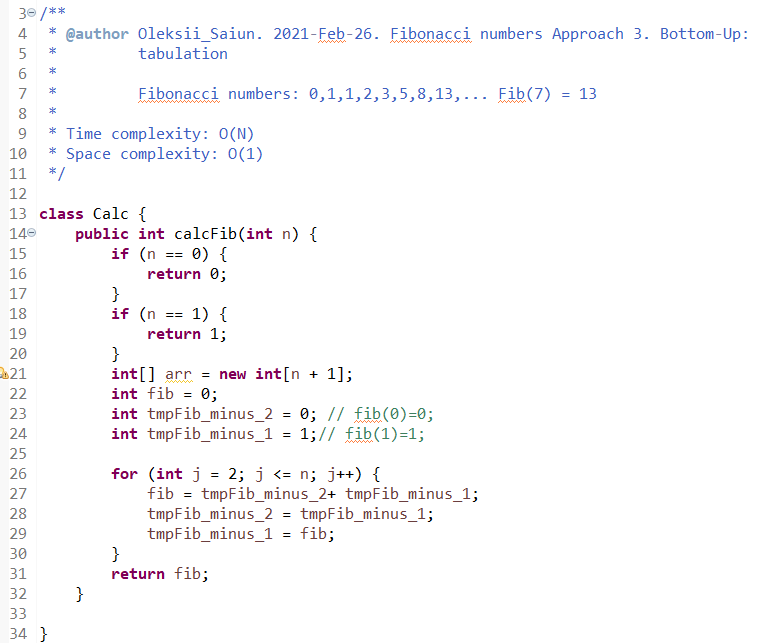 3 /**
4  * @author Oleksii_Saiun. 2021-Feb-26. Fibonacci numbers Approach 3. Bottom-Up:
5  *         tabulation
6  *
7  *         Fibonacci numbers: 0,1,1,2,3,5,8,13,... Fib(7) = 13
8  *
9  * Time complexity: O(N)
10  * Space complexity: O(1)
11  */
12
13 class Calc {
14     public int calcFib(int n) {
15         if (n == 0) {
16             return 0;
17         }
18         if (n == 1) {
19             return 1;
20         }
21         int[] arr = new int[n + 1];
22         int fib = 0;
23         int tmpFib_minus_2 = 0; // fib(0)=0;
24         int tmpFib_minus_1 = 1;// fib(1)=1;
25
26         for (int j = 2; j <= n; j++) {
27             fib = tmpFib_minus_2+ tmpFib_minus_1;
28             tmpFib_minus_2 = tmpFib_minus_1;
29             tmpFib_minus_1 = fib;
30         }
31         return fib;
32     }
33
34 }